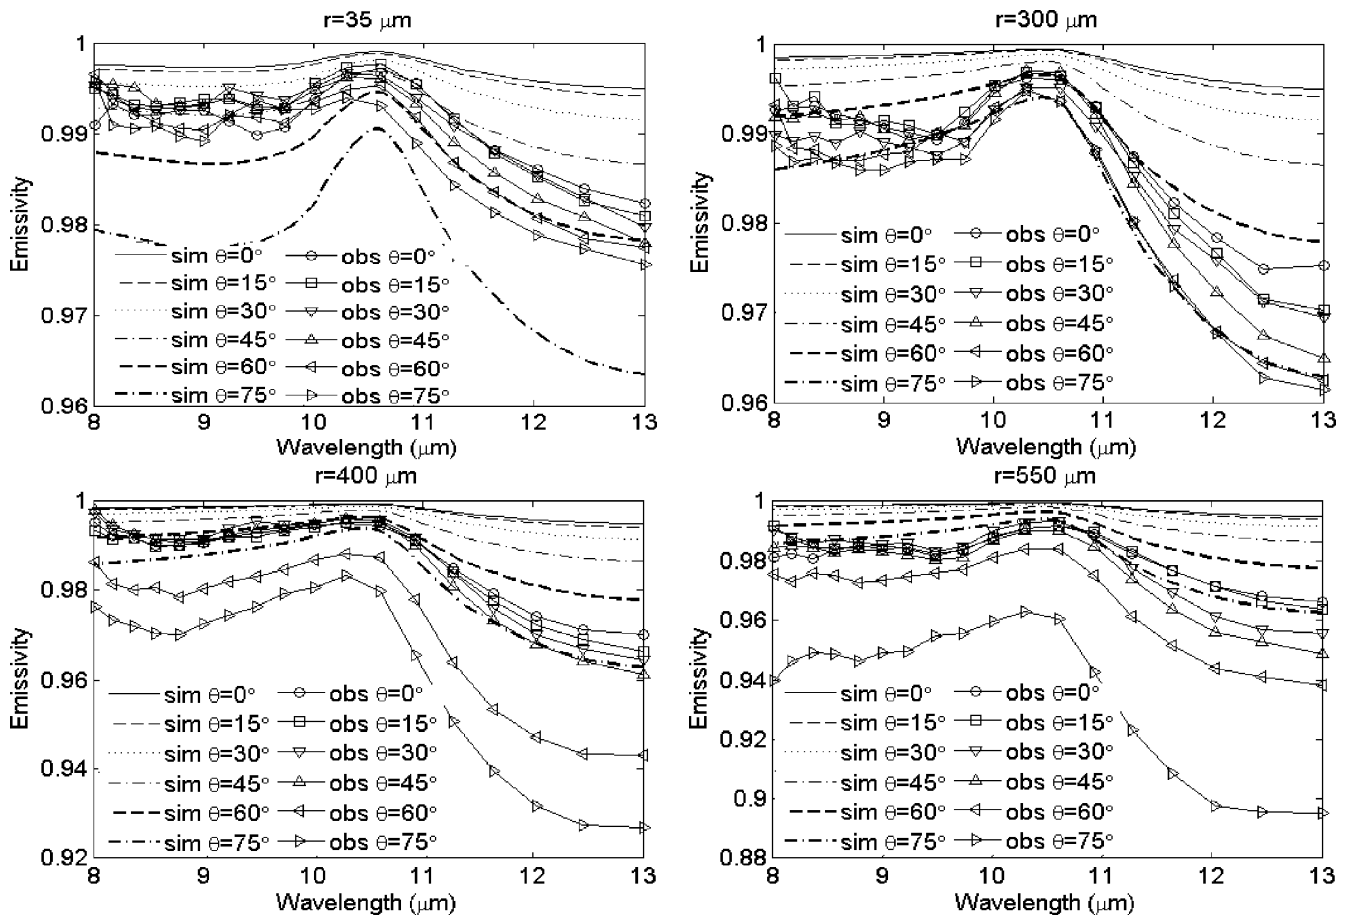 r=35 μm
1
0.99
0.98
0.97
0.96
Emissivity
sim θ=0° obs θ=0°
sim θ=15° obs θ=15°
sim θ=30° obs θ=30°
sim θ=45° obs θ=45°
sim θ=60° obs θ=60°
sim θ=75° obs θ=75°
8 9 10 11 12 13
Wavelength (μm)
r=300 μm
1
0.99
0.98
0.97
0.96
Emissivity
sim θ=0° obs θ=0°
sim θ=15° obs θ=15°
sim θ=30° obs θ=30°
sim θ=45° obs θ=45°
sim θ=60° obs θ=60°
sim θ=75° obs θ=75°
8 9 10 11 12 13
Wavelength (μm)
r=400 μm
1
0.98
0.96
0.94
0.92
Emissivity
sim θ=0° obs θ=0°
sim θ=15° obs θ=15°
sim θ=30° obs θ=30°
sim θ=45° obs θ=45°
sim θ=60° obs θ=60°
sim θ=75° obs θ=75°
8 9 10 11 12 13
Wavelength (μm)
r=550 μm
1
0.98
0.96
0.94
0.92
0.9
0.88
Emissivity
sim θ=0° obs θ=0°
sim θ=15° obs θ=15°
sim θ=30° obs θ=30°
sim θ=45° obs θ=45°
sim θ=60° obs θ=60°
sim θ=75° obs θ=75°
8 9 10 11 12 13
Wavelength (μm)